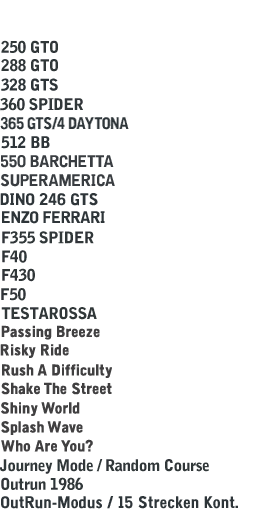 250 GTO
288 GTO
328 GTS
360 SPIDER
365 GTS/4 DAYTONA
512 BB
550 BARCHETTA
SUPERAMERICA
DINO 246 GTS
ENZO FERRARI
F355 SPIDER
F40
F430
F50
TESTAROSSA
Passing Breeze
Risky Ride
Rush A Difficulty
Shake The Street
Shiny World
Splash Wave
Who Are You?
Journey Mode / Random Course
Outrun 1986
OutRun-Modus / 15 Strecken Kont.